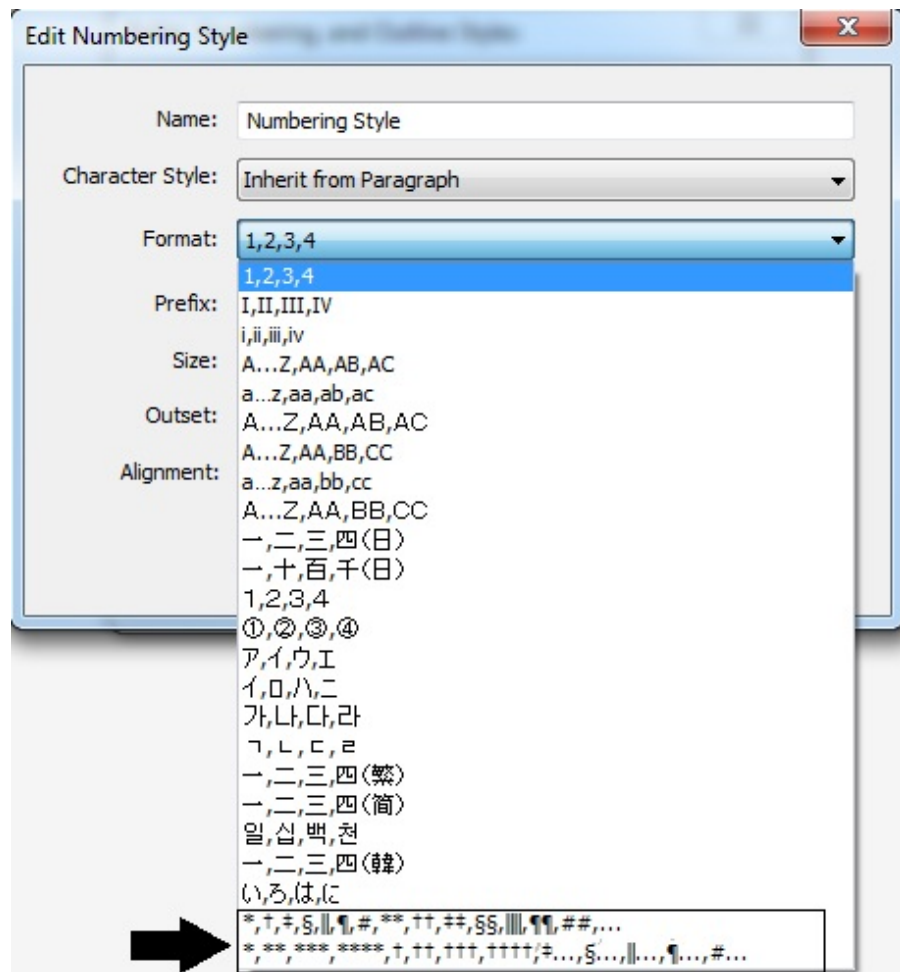 Edit Numbering Style
Name: Numbering Style
Character Style: Inherit from Paragraph
Format: 1,2,3,4
1,2,3,4
Prefix:
I,II,III,IV
i,ii,iii,iv
Size:
A...Z,AA,AB,AC
a...z,aa,ab,ac
Outset:
A...Z,AA,AB,AC
A...Z,AA,BB,CC
Alignment:
a...z,aa,bb,cc
A...Z,AA,BB,CC
一,二,三,四(日)
一,十,百,千(日)
1,2,3,4
①,②,③,④
ア,イ,ウ,エ
イ,ロ,ハ,ニ
가,나,다,라
ㄱ,ㄴ,ㄷ,ㄹ
一,二,三,四(繁)
一,二,三,四(简)
일,십,백,천
一,二,三,四(韓)
い,ろ,は,に
*,†,‡,§,‖,¶,#,**,††,‡‡,§§,‖‖,¶¶,##,...
*,**,***,****,†,††,†††,††††,‡...,§...,‖...,¶...,#...